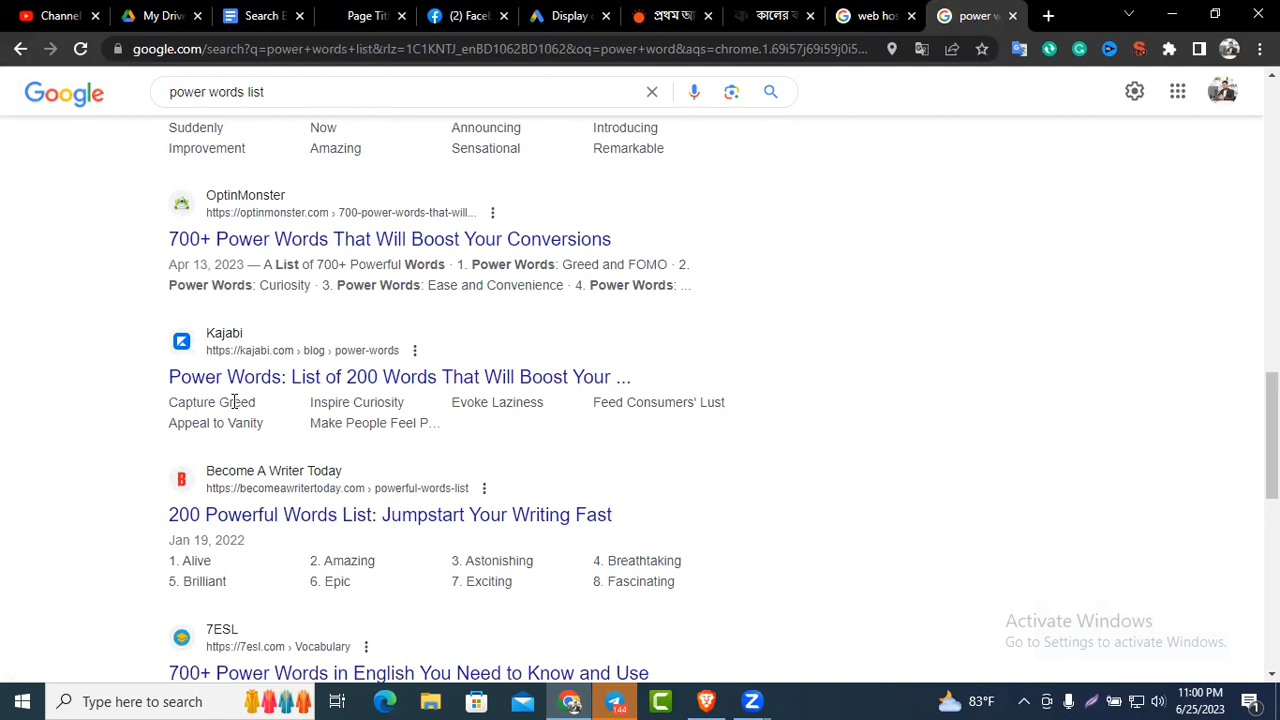 Channel
My Drive
Search E
Page Titl
(2) Faceb
Display c
প্রথম আ
কালের ক
web hos
power w
google.com/search?q=power+words+list&rlz=1C1KNTJ_enBD1062BD1062&oq=power+word&aqs=chrome.1.69i57j69i59j0i5...
Google
power words list
Suddenly Now Announcing Introducing
Improvement Amazing Sensational Remarkable
OptinMonster
https://optinmonster.com › 700-power-words-that-will...
700+ Power Words That Will Boost Your Conversions
Apr 13, 2023 — A List of 700+ Powerful Words · 1. Power Words: Greed and FOMO · 2.
Power Words: Curiosity · 3. Power Words: Ease and Convenience · 4. Power Words: ...
Kajabi
https://kajabi.com › blog › power-words
Power Words: List of 200 Words That Will Boost Your ...
Capture Greed Inspire Curiosity Evoke Laziness Feed Consumers' Lust
Appeal to Vanity Make People Feel P...
Become A Writer Today
https://becomeawritertoday.com › powerful-words-list
200 Powerful Words List: Jumpstart Your Writing Fast
Jan 19, 2022
1. Alive 2. Amazing 3. Astonishing 4. Breathtaking
5. Brilliant 6. Epic 7. Exciting 8. Fascinating
7ESL
https://7esl.com › Vocabulary
700+ Power Words in English You Need to Know and Use
Activate Windows
Go to Settings to activate Windows.
Type here to search
144
83°F
11:00 PM
6/25/2023
1